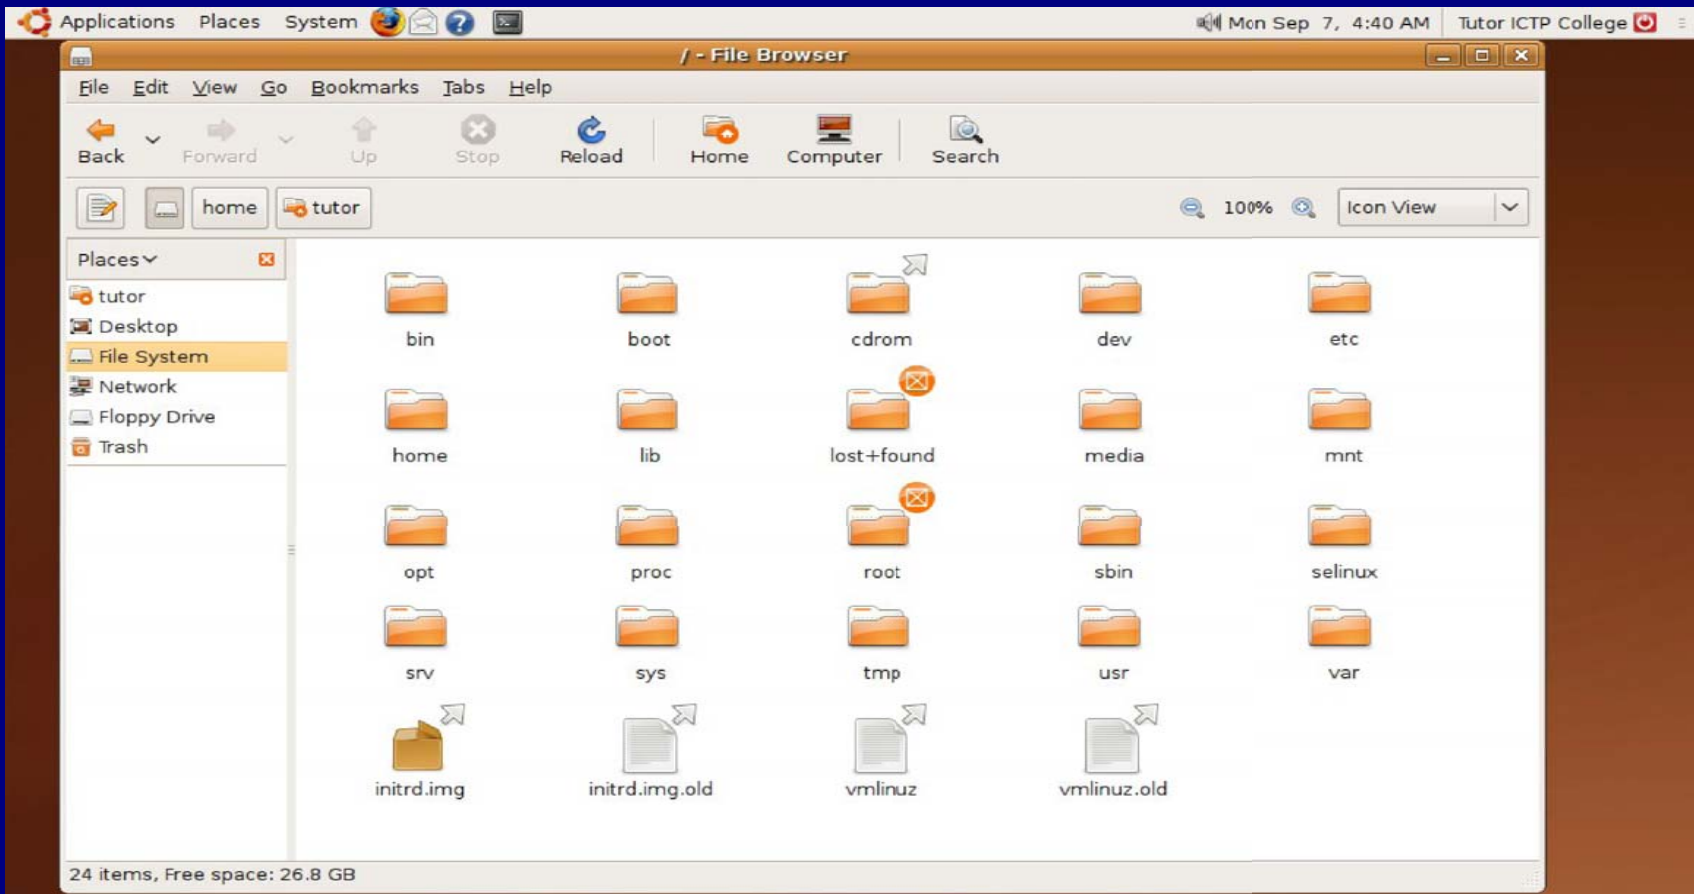 Applications Places System Mon Sep 7, 4:40 AM Tutor ICTP College
/ - File Browser
File Edit View Go Bookmarks Tabs Help
Back Forward Up Stop Reload Home Computer Search
home tutor 100% Icon View
Places
tutor
Desktop
File System
Network
Floppy Drive
Trash
bin boot cdrom dev etc
home lib lost+found media mnt
opt proc root sbin selinux
srv sys tmp usr var
initrd.img initrd.img.old vmlinuz vmlinuz.old
24 items, Free space: 26.8 GB